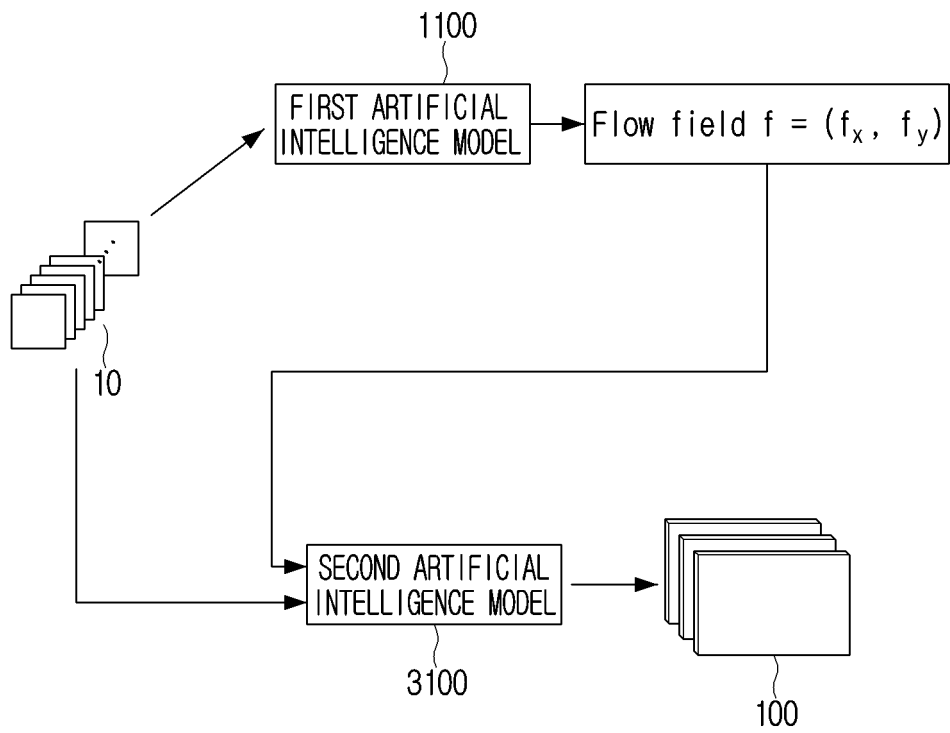 1100
FIRST ARTIFICIAL
INTELLIGENCE MODEL
Flow field f = (fx, fy)
10
SECOND ARTIFICIAL
INTELLIGENCE MODEL
3100
100